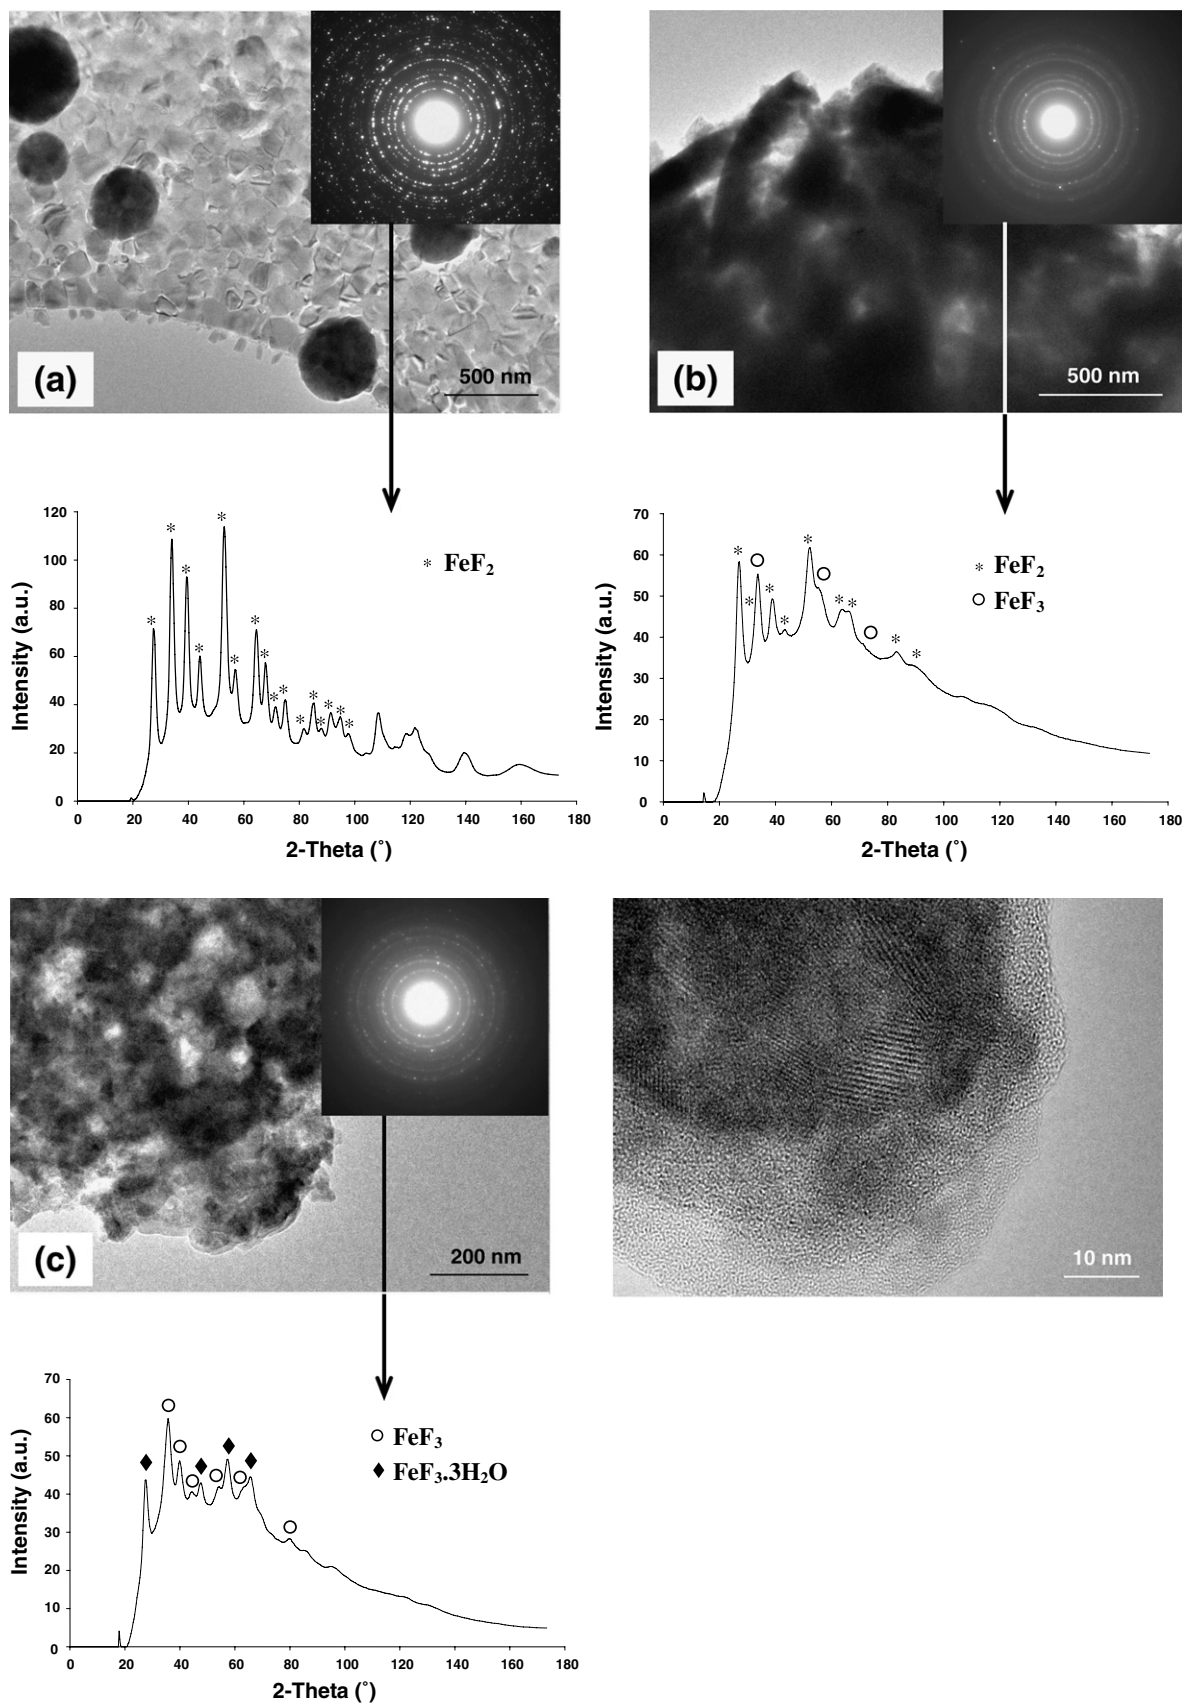 (a)
500 nm
(b)
500 nm
120
100
80
60
40
20
0
Intensity (a.u.)
* FeF₂
0 20 40 60 80 100 120 140 160 180
2-Theta (°)
70
60
50
40
30
20
10
0
Intensity (a.u.)
* FeF₂
○ FeF₃
0 20 40 60 80 100 120 140 160 180
2-Theta (°)
(c)
200 nm
10 nm
70
60
50
40
30
20
10
0
Intensity (a.u.)
○ FeF₃
♦ FeF₃.3H₂O
0 20 40 60 80 100 120 140 160 180
2-Theta (°)